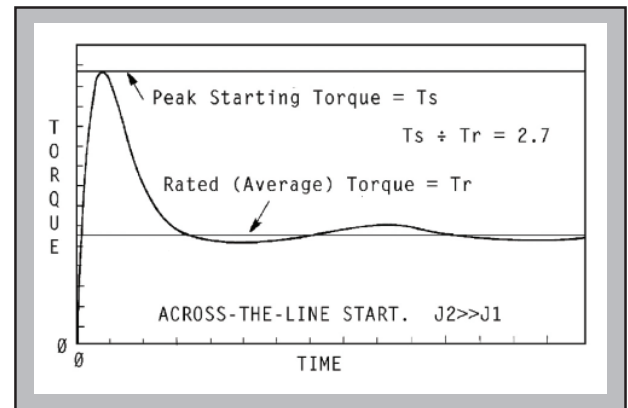 Peak Starting Torque = Ts
Ts ÷ Tr = 2.7
Rated (Average) Torque = Tr
TORQUE
ACROSS-THE-LINE START. J2>>J1
Ø
Ø
TIME